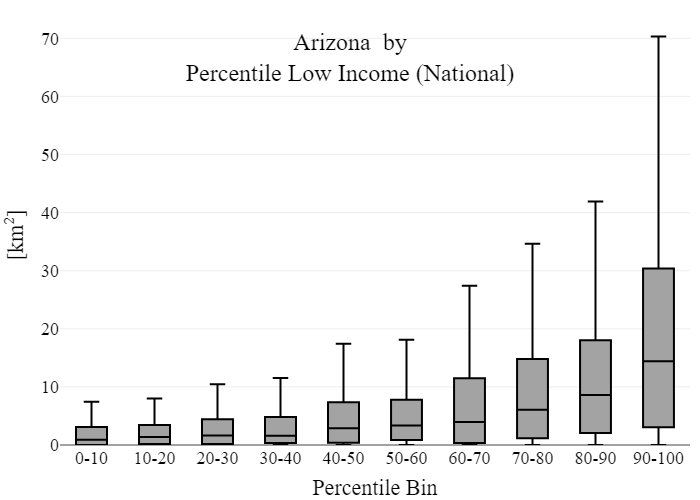 Arizona by
Percentile Low Income (National)
[km²]
70
60
50
40
30
20
10
0
0-10 10-20 20-30 30-40 40-50 50-60 60-70 70-80 80-90 90-100
Percentile Bin